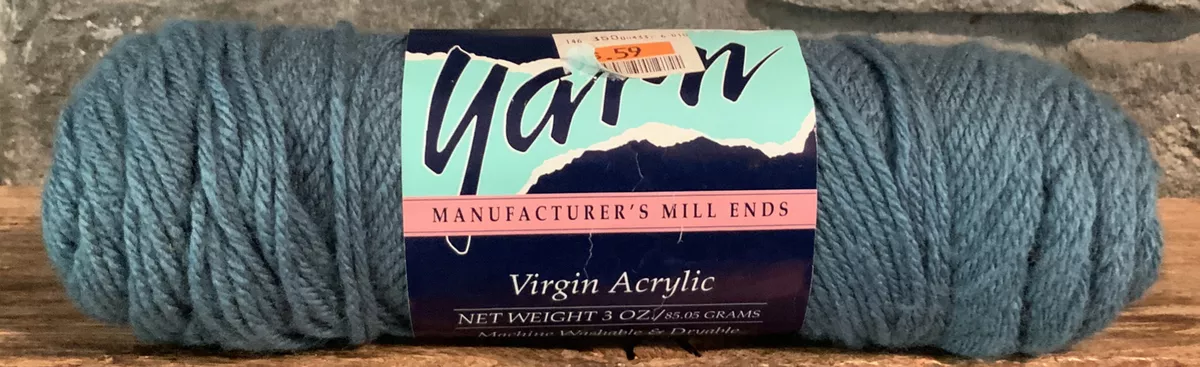 .59
Yarn
MANUFACTURER'S MILL ENDS
Virgin Acrylic
NET WEIGHT 3 OZ./85.05 GRAMS
Machine Washable & Dryable